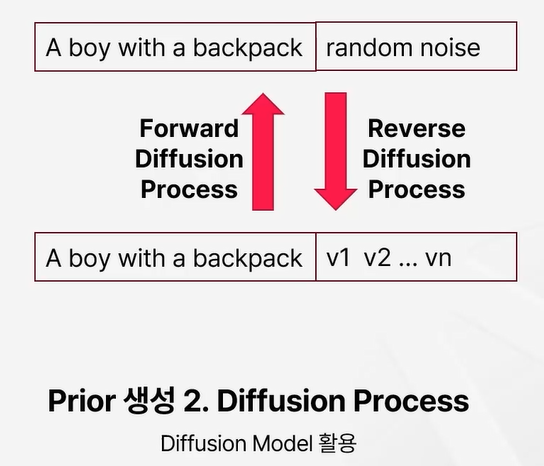 A boy with a backpack random noise
Forward
Diffusion
Process
Reverse
Diffusion
Process
A boy with a backpack v1 v2 ... vn
Prior 생성 2. Diffusion Process
Diffusion Model 활용